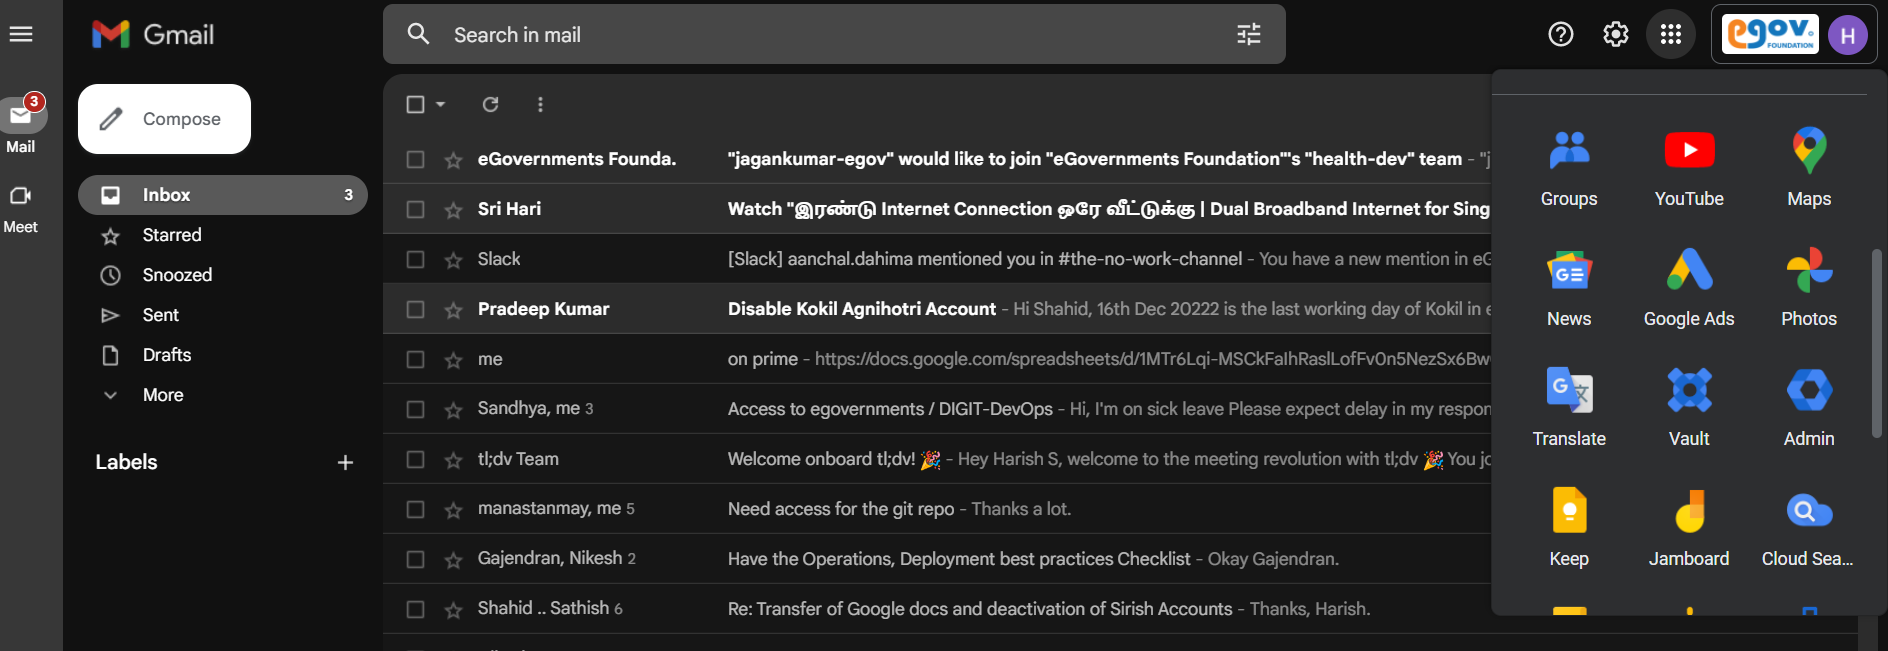 Gmail
Search in mail
egov.
FOUNDATION
H
3
Mail
Meet
Compose
Inbox 3
Starred
Snoozed
Sent
Drafts
More
Labels
eGovernments Founda. "jagankumar-egov" would like to join "eGovernments Foundation"'s "health-dev" team - "j
Sri Hari Watch "இரண்டு Internet Connection ஒரே வீட்டுக்கு | Dual Broadband Internet for Sing
Slack [Slack] aanchal.dahima mentioned you in #the-no-work-channel - You have a new mention in eG
Pradeep Kumar Disable Kokil Agnihotri Account - Hi Shahid, 16th Dec 20222 is the last working day of Kokil in e
me on prime - https://docs.google.com/spreadsheets/d/1MTr6Lqi-MSCkFaIhRaslLofFv0n5NezSx6Bw
Sandhya, me 3 Access to egovernments / DIGIT-DevOps - Hi, I'm on sick leave Please expect delay in my respon
tl;dv Team Welcome onboard tl;dv! 🎉 - Hey Harish S, welcome to the meeting revolution with tl;dv 🎉 You jo
manastanmay, me 5 Need access for the git repo - Thanks a lot.
Gajendran, Nikesh 2 Have the Operations, Deployment best practices Checklist - Okay Gajendran.
Shahid .. Sathish 6 Re: Transfer of Google docs and deactivation of Sirish Accounts - Thanks, Harish.
Groups YouTube Maps
News Google Ads Photos
Translate Vault Admin
Keep Jamboard Cloud Sea...